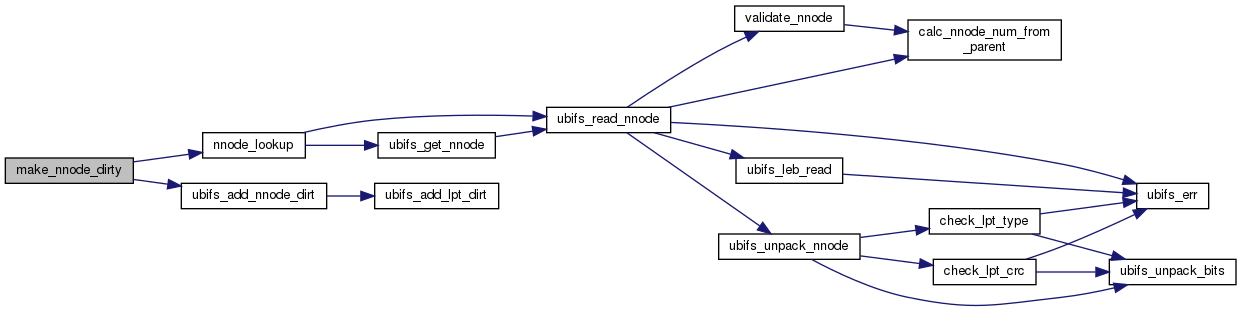 make_nnode_dirty
nnode_lookup
ubifs_add_nnode_dirt
ubifs_get_nnode
ubifs_add_lpt_dirt
ubifs_read_nnode
validate_nnode
calc_nnode_num_from
_parent
ubifs_leb_read
ubifs_err
ubifs_unpack_nnode
check_lpt_type
check_lpt_crc
ubifs_unpack_bits